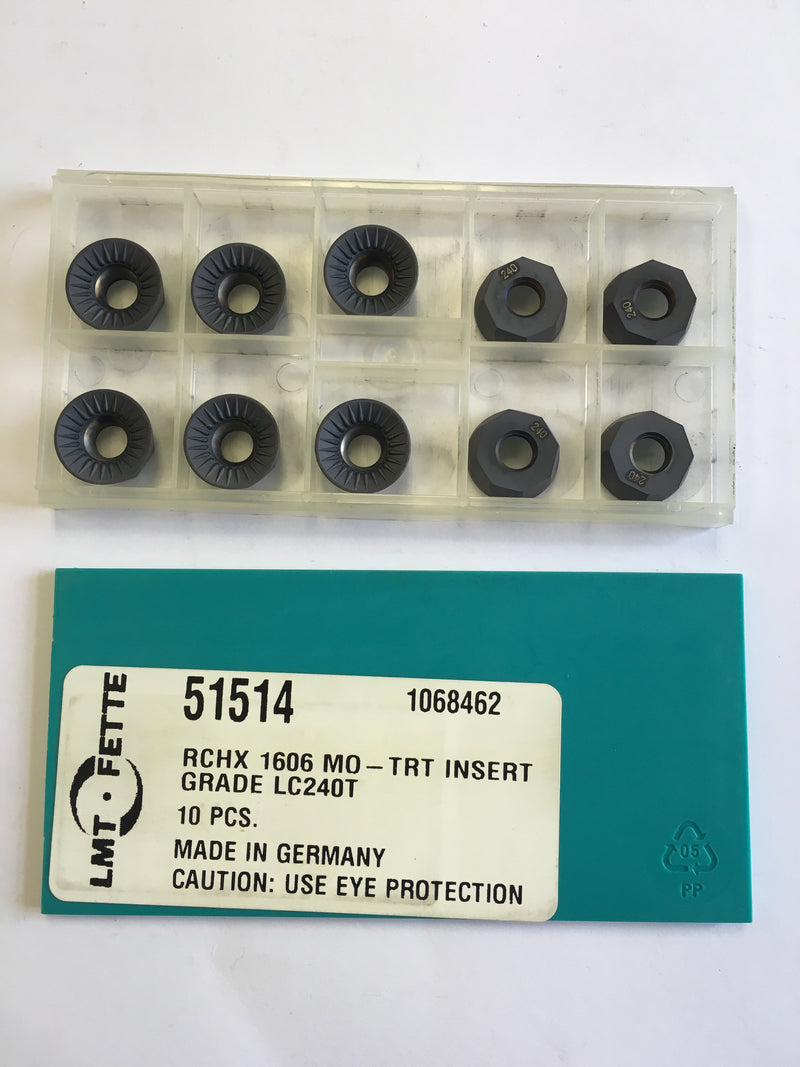 240
240
240
240
51514
1068462
LMT • FETTE
RCHX 1606 MO – TRT INSERT
GRADE LC240T
10 PCS.
MADE IN GERMANY
CAUTION: USE EYE PROTECTION
05
PP